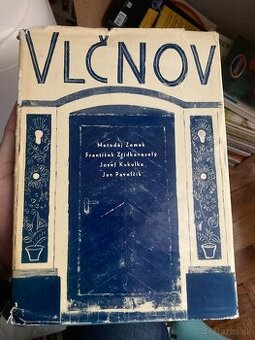 VLČNOV
Metoděj Zemek
František Zřídkaveselý
Josef Kukulka
Jan Pavelčík